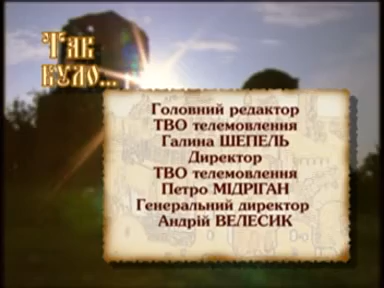 Так
було...
Головний редактор
ТВО телемовлення
Галина ШЕПЕЛЬ
Директор
ТВО телемовлення
Петро МІДРІГАН
Генеральний директор
Андрій ВЕЛЕСИК